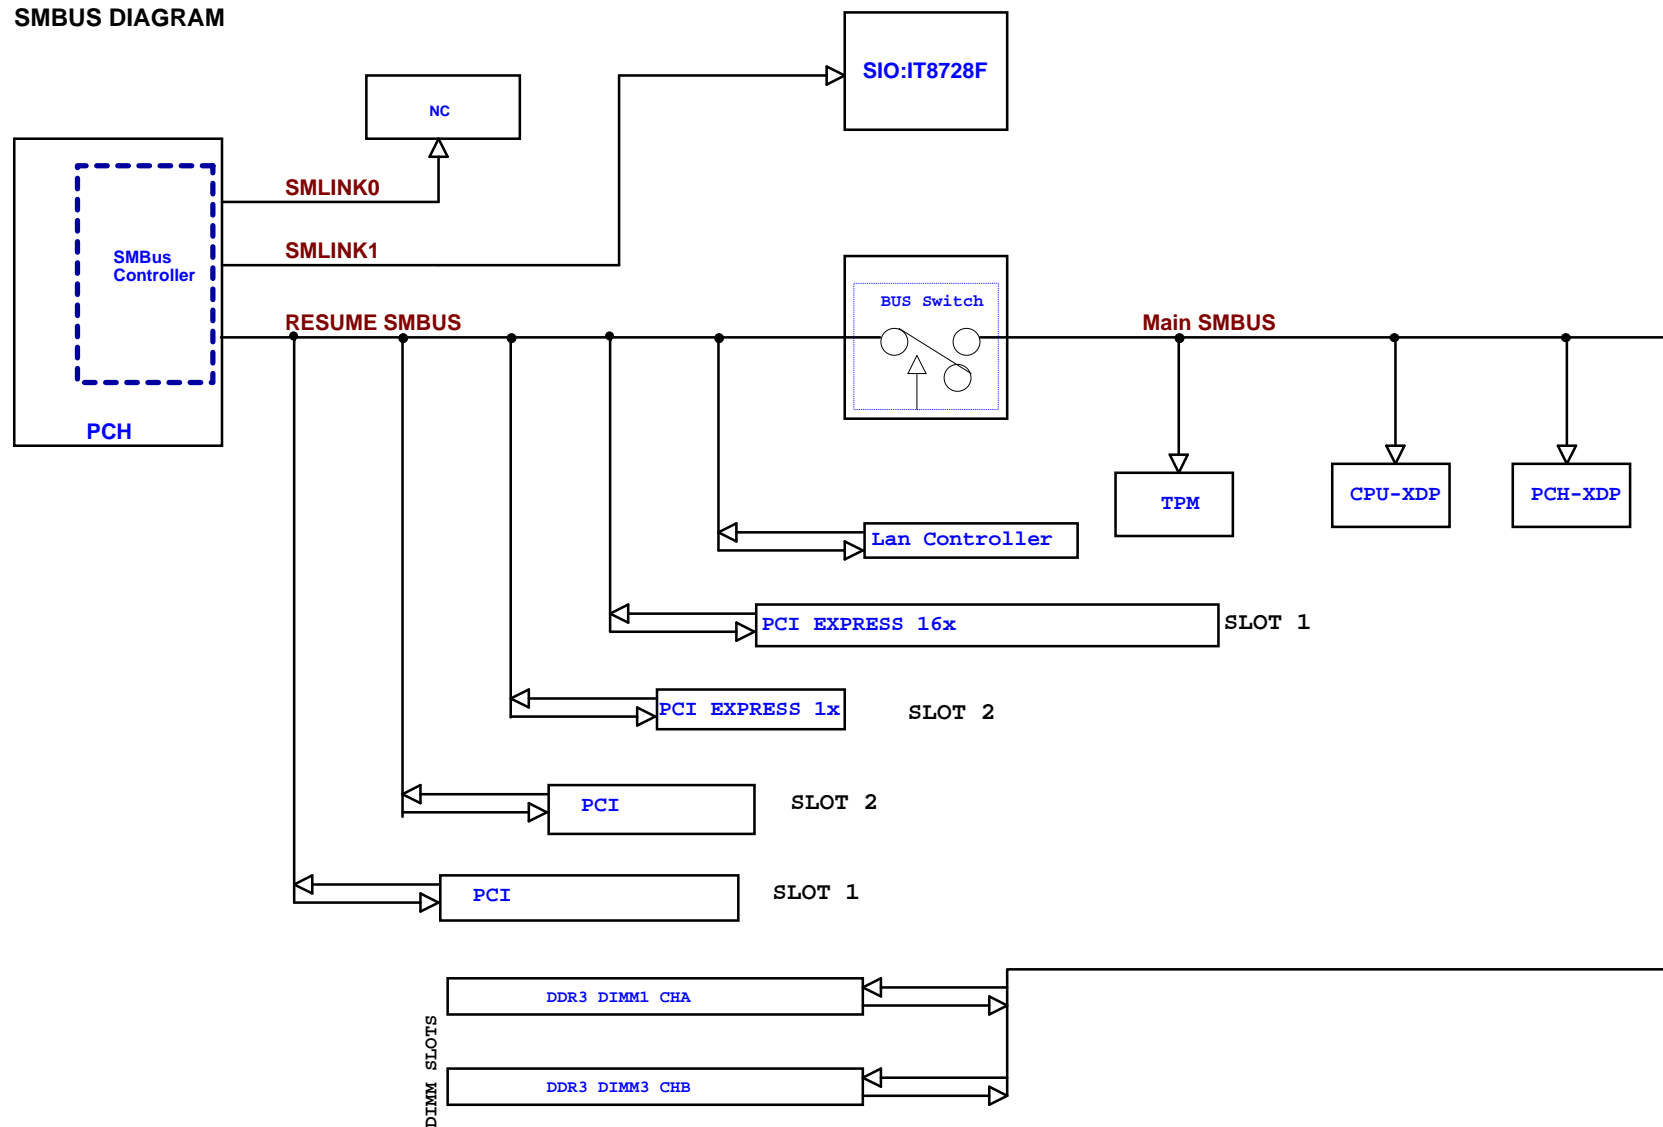 SMBUS DIAGRAM
SIO:IT8728F
NC
SMLINK0
SMLINK1
SMBus
Controller
BUS Switch
RESUME SMBUS
Main SMBUS
PCH
TPM
CPU-XDP
PCH-XDP
Lan Controller
PCI EXPRESS 16x
SLOT 1
PCI EXPRESS 1x
SLOT 2
PCI
SLOT 2
PCI
SLOT 1
DDR3 DIMM1 CHA
DIMM SLOTS
DDR3 DIMM3 CHB